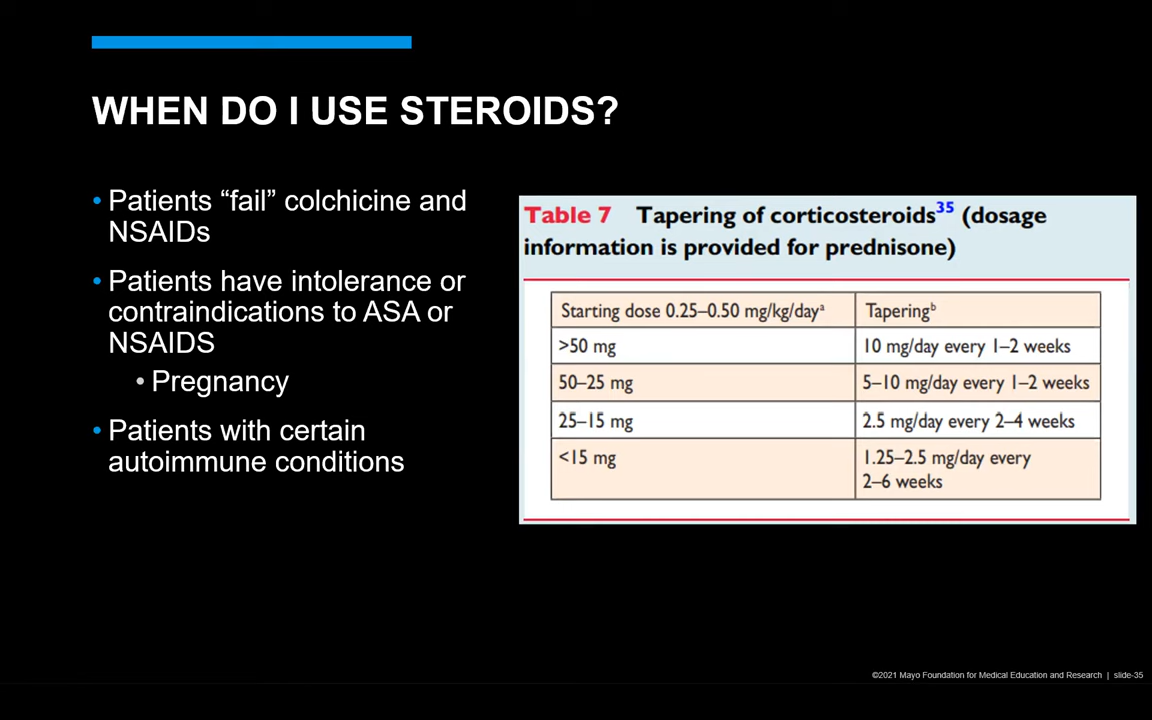 WHEN DO I USE STEROIDS?
• Patients “fail” colchicine and
NSAIDs
• Patients have intolerance or
contraindications to ASA or
NSAIDS
• Pregnancy
• Patients with certain
autoimmune conditions
Table 7 Tapering of corticosteroids35 (dosage
information is provided for prednisone)
Starting dose 0.25–0.50 mg/kg/dayᵃ Taperingᵇ
>50 mg 10 mg/day every 1–2 weeks
50–25 mg 5–10 mg/day every 1–2 weeks
25–15 mg 2.5 mg/day every 2–4 weeks
<15 mg 1.25–2.5 mg/day every
2–6 weeks
©2021 Mayo Foundation for Medical Education and Research | slide-35